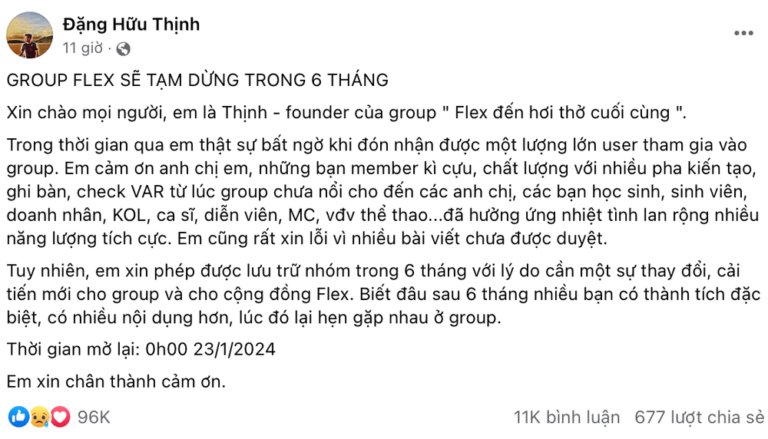 Đặng Hữu Thịnh
11 giờ ·
GROUP FLEX SẼ TẠM DỪNG TRONG 6 THÁNG
Xin chào mọi người, em là Thịnh - founder của group " Flex đến hơi thở cuối cùng ".
Trong thời gian qua em thật sự bất ngờ khi đón nhận được một lượng lớn user tham gia vào
group. Em cảm ơn anh chị em, những bạn member kì cựu, chất lượng với nhiều pha kiến tạo,
ghi bàn, check VAR từ lúc group chưa nổi cho đến các anh chị, các bạn học sinh, sinh viên,
doanh nhân, KOL, ca sĩ, diễn viên, MC, vđv thể thao...đã hưởng ứng nhiệt tình lan rộng nhiều
năng lượng tích cực. Em cũng rất xin lỗi vì nhiều bài viết chưa được duyệt.
Tuy nhiên, em xin phép được lưu trữ nhóm trong 6 tháng với lý do cần một sự thay đổi, cải
tiến mới cho group và cho cộng đồng Flex. Biết đâu sau 6 tháng nhiều bạn có thành tích đặc
biệt, có nhiều nội dụng hơn, lúc đó lại hẹn gặp nhau ở group.
Thời gian mở lại: 0h00 23/1/2024
Em xin chân thành cảm ơn.
96K 11K bình luận 677 lượt chia sẻ